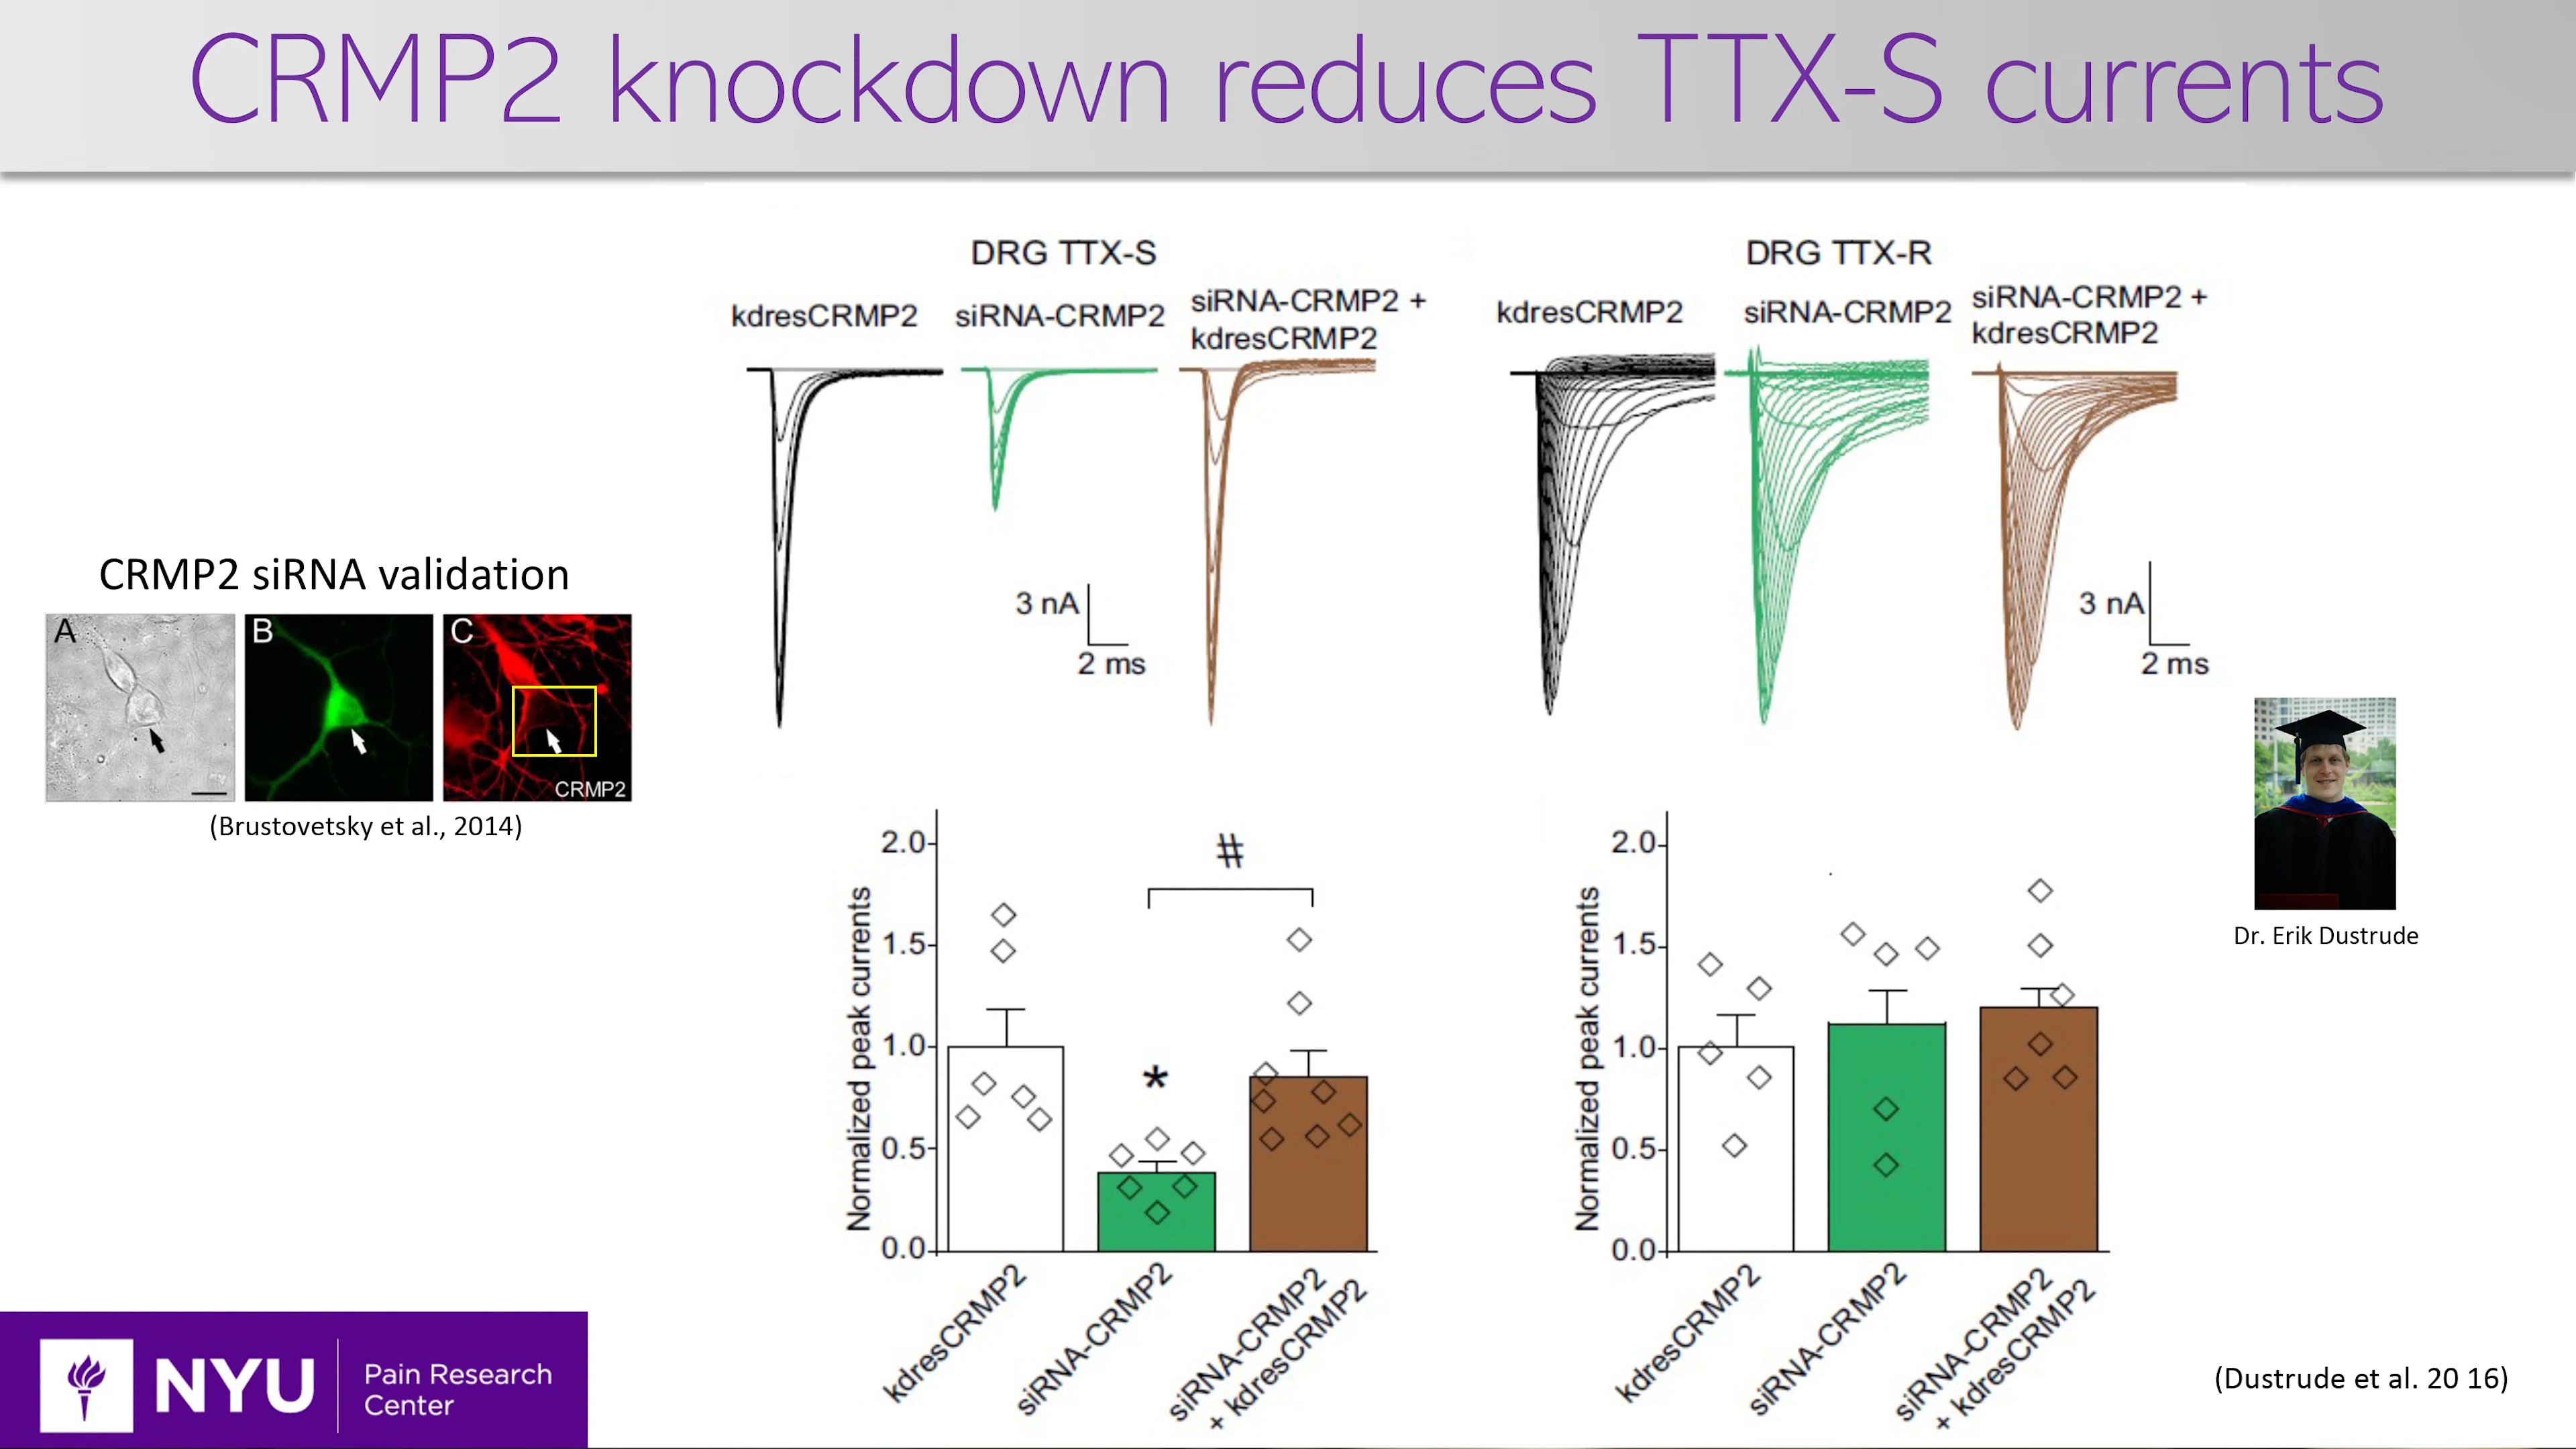 CRMP2 knockdown reduces TTX-S currents
DRG TTX-S
kdresCRMP2
siRNA-CRMP2
siRNA-CRMP2 +
kdresCRMP2
3 nA
2 ms
DRG TTX-R
kdresCRMP2
siRNA-CRMP2
siRNA-CRMP2 +
kdresCRMP2
3 nA
2 ms
CRMP2 siRNA validation
A
B
C
CRMP2
(Brustovetsky et al., 2014)
Normalized peak currents
2.0
1.5
1.0
0.5
0.0
#
*
kdresCRMP2
siRNA-CRMP2
siRNA-CRMP2
+ kdresCRMP2
Normalized peak currents
2.0
1.5
1.0
0.5
0.0
kdresCRMP2
siRNA-CRMP2
siRNA-CRMP2
+ kdresCRMP2
Dr. Erik Dustrude
NYU
Pain Research
Center
(Dustrude et al. 20 16)